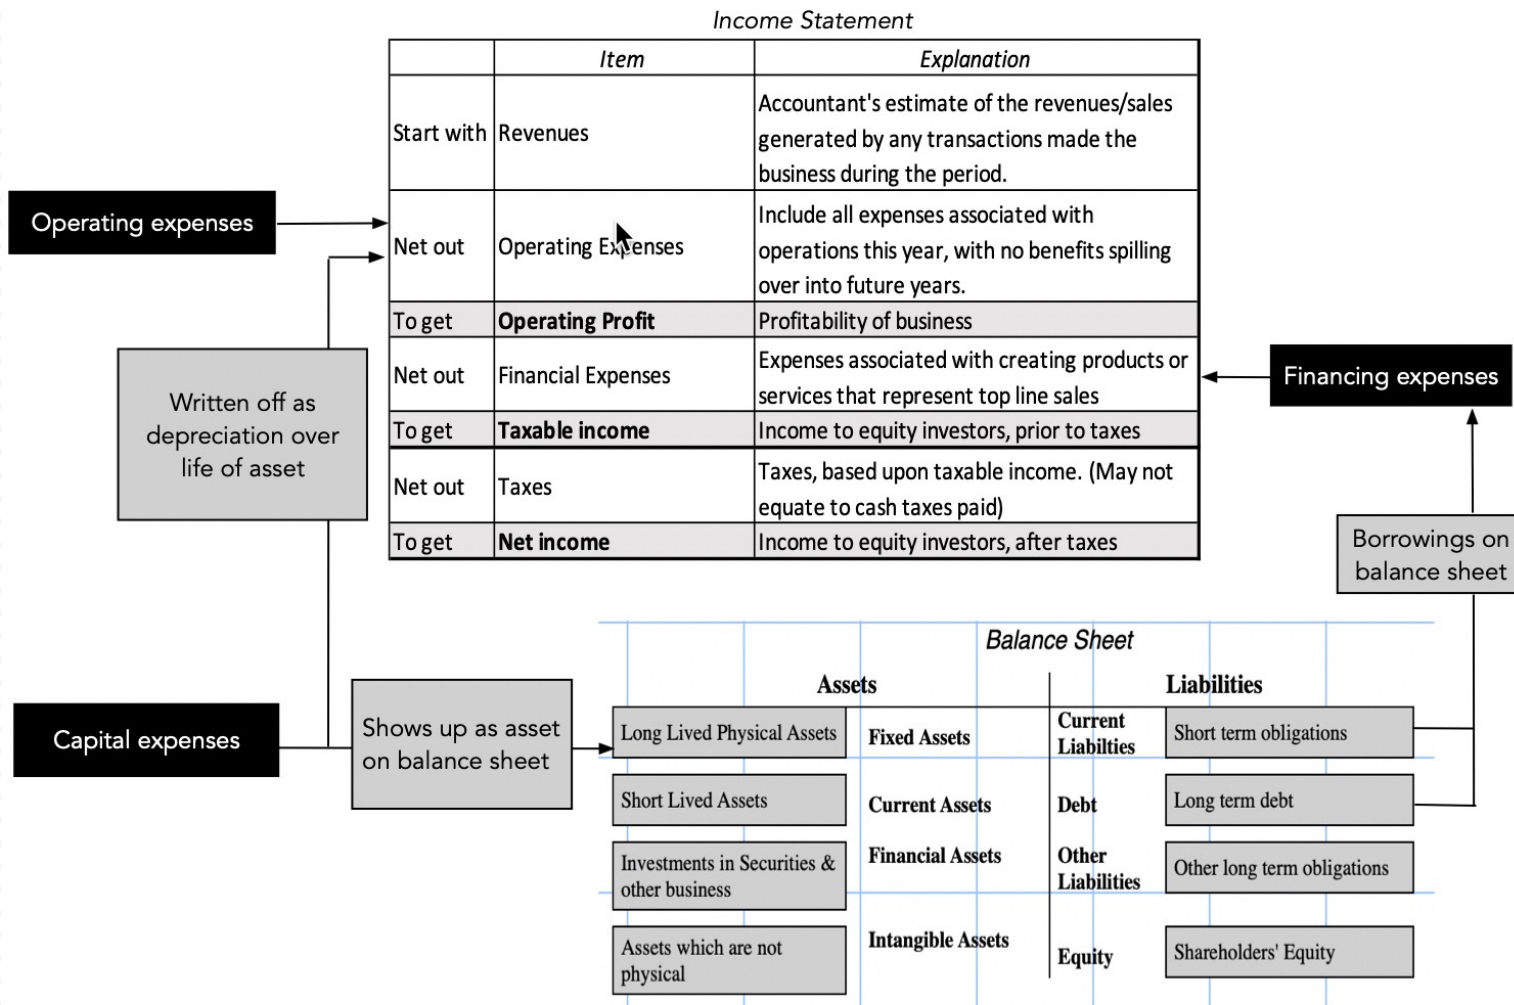 Income Statement
Item Explanation
Start with Revenues
Accountant's estimate of the revenues/sales
generated by any transactions made the
business during the period.
Operating expenses
Net out Operating Expenses
Include all expenses associated with
operations this year, with no benefits spilling
over into future years.
To get Operating Profit Profitability of business
Net out Financial Expenses
Expenses associated with creating products or
services that represent top line sales
Financing expenses
To get Taxable income Income to equity investors, prior to taxes
Net out Taxes
Taxes, based upon taxable income. (May not
equate to cash taxes paid)
To get Net income Income to equity investors, after taxes
Written off as
depreciation over
life of asset
Borrowings on
balance sheet
Capital expenses
Shows up as asset
on balance sheet
Balance Sheet
Assets Liabilities
Long Lived Physical Assets Fixed Assets
Current
Liabilties
Short term obligations
Short Lived Assets Current Assets Debt Long term debt
Investments in Securities &
other business
Financial Assets
Other
Liabilities
Other long term obligations
Assets which are not
physical
Intangible Assets
Equity Shareholders' Equity